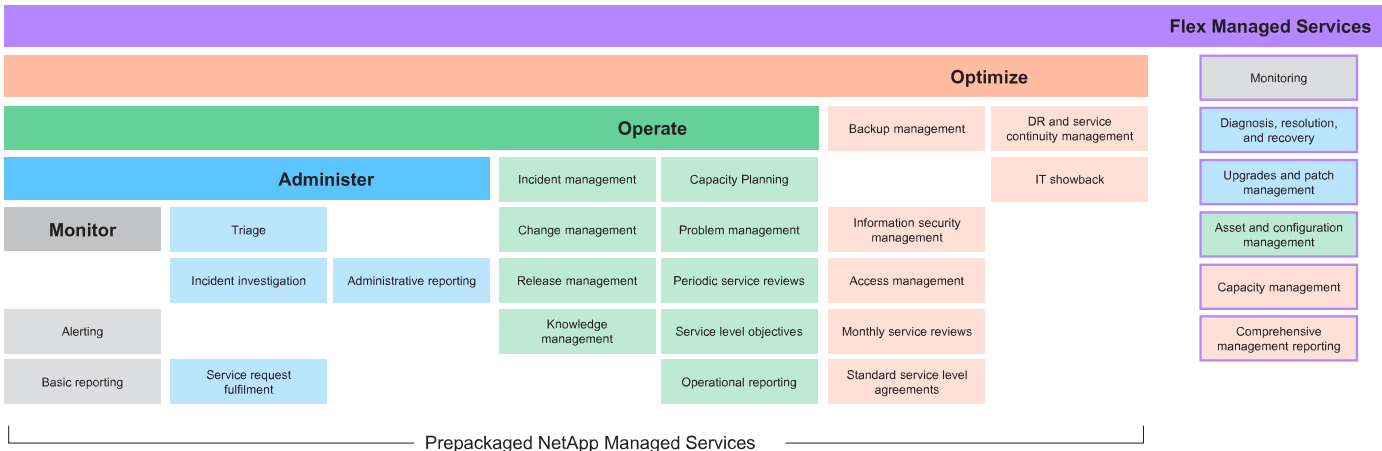 Flex Managed Services
Optimize
Monitoring
Operate
Backup management
DR and service
continuity management
Diagnosis, resolution,
and recovery
Administer
Incident management
Capacity Planning
IT showback
Upgrades and patch
management
Monitor
Triage
Change management
Problem management
Information security
management
Asset and configuration
management
Incident investigation
Administrative reporting
Release management
Periodic service reviews
Access management
Capacity management
Alerting
Knowledge
management
Service level objectives
Monthly service reviews
Comprehensive
management reporting
Basic reporting
Service request
fulfilment
Operational reporting
Standard service level
agreements
Prepackaged NetApp Managed Services